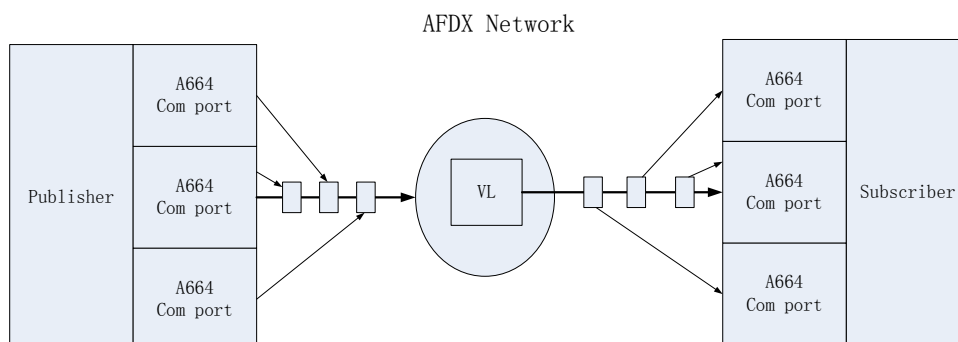 AFDX Network
A664
Com port
A664
Com port
A664
Com port
Publisher
VL
A664
Com port
A664
Com port
A664
Com port
Subscriber